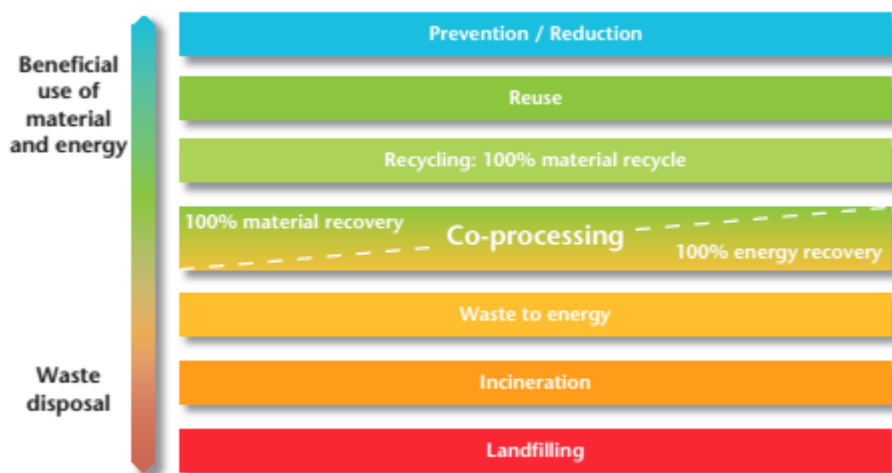 Prevention / Reduction
Beneficial
use of
material
and energy
Reuse
Recycling: 100% material recycle
100% material recovery
Co-processing
100% energy recovery
Waste to energy
Waste
disposal
Incineration
Landfilling